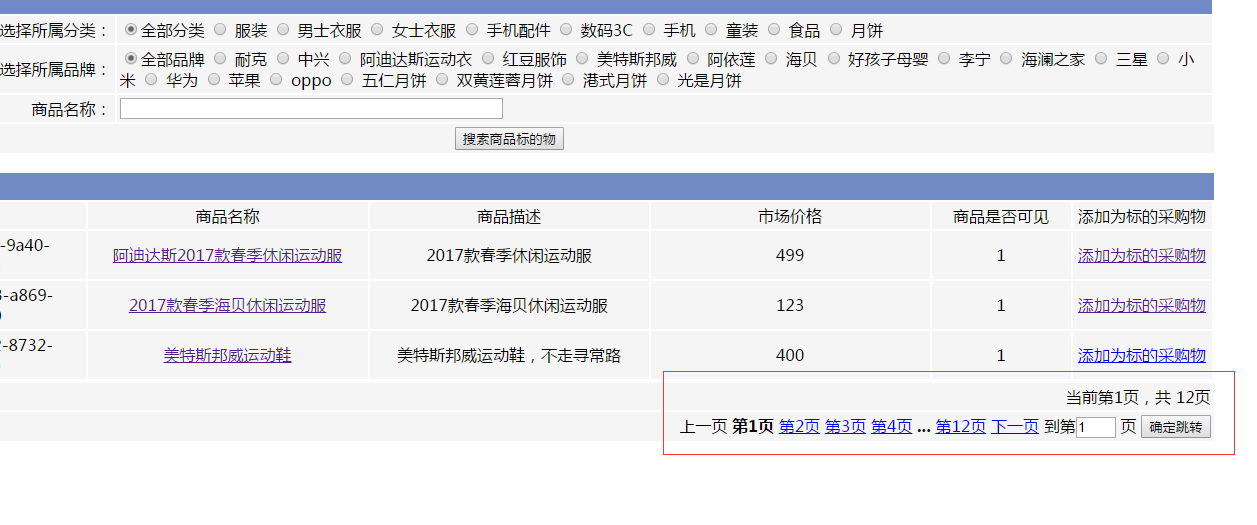 选择所属分类： 全部分类 服装 男士衣服 女士衣服 手机配件 数码3C 手机 童装 食品 月饼
选择所属品牌： 全部品牌 耐克 中兴 阿迪达斯运动衣 红豆服饰 美特斯邦威 阿依莲 海贝 好孩子母婴 李宁 海澜之家 三星 小
米 华为 苹果 oppo 五仁月饼 双黄莲蓉月饼 港式月饼 光是月饼
商品名称：
搜索商品标的物
商品名称 商品描述 市场价格 商品是否可见 添加为标的采购物
-9a40-
阿迪达斯2017款春季休闲运动服 2017款春季休闲运动服 499 1 添加为标的采购物
-a869-
2017款春季海贝休闲运动服 2017款春季海贝休闲运动服 123 1 添加为标的采购物
-8732-
美特斯邦威运动鞋 美特斯邦威运动鞋，不走寻常路 400 1 添加为标的采购物
当前第1页，共 12页
上一页 第1页 第2页 第3页 第4页 ... 第12页 下一页 到第1 页 确定跳转